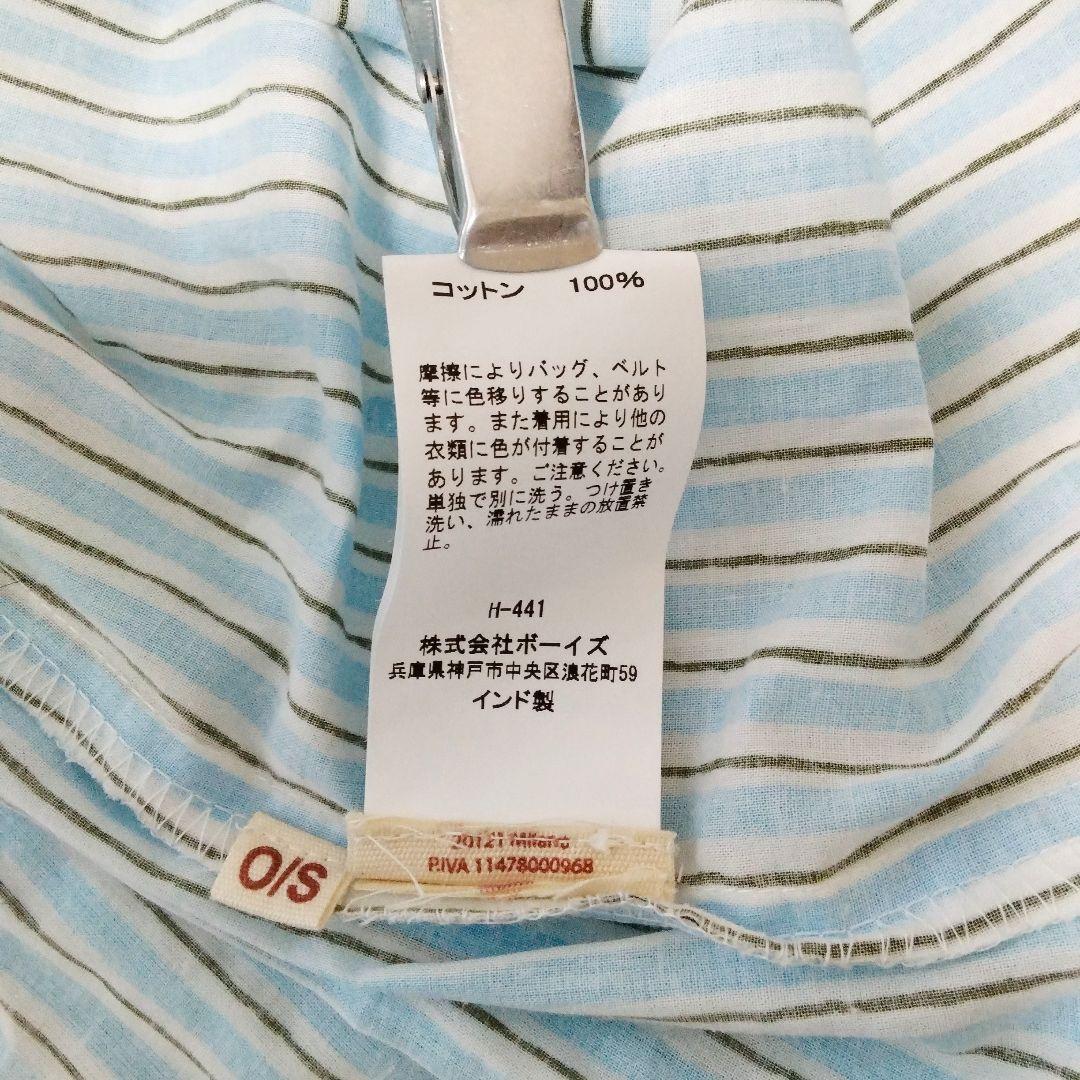 コットン 100%
摩擦によりバッグ、ベルト
等に色移りすることがあり
ます。また着用により他の
衣類に色が付着することが
あります。ご注意ください。
単独で別に洗う。つけ置き
洗い、濡れたままの放置禁
止。
H-441
株式会社ボーイズ
兵庫県神戸市中央区浪花町59
インド製
20121 Milano
P.IVA 11478000968
O/S